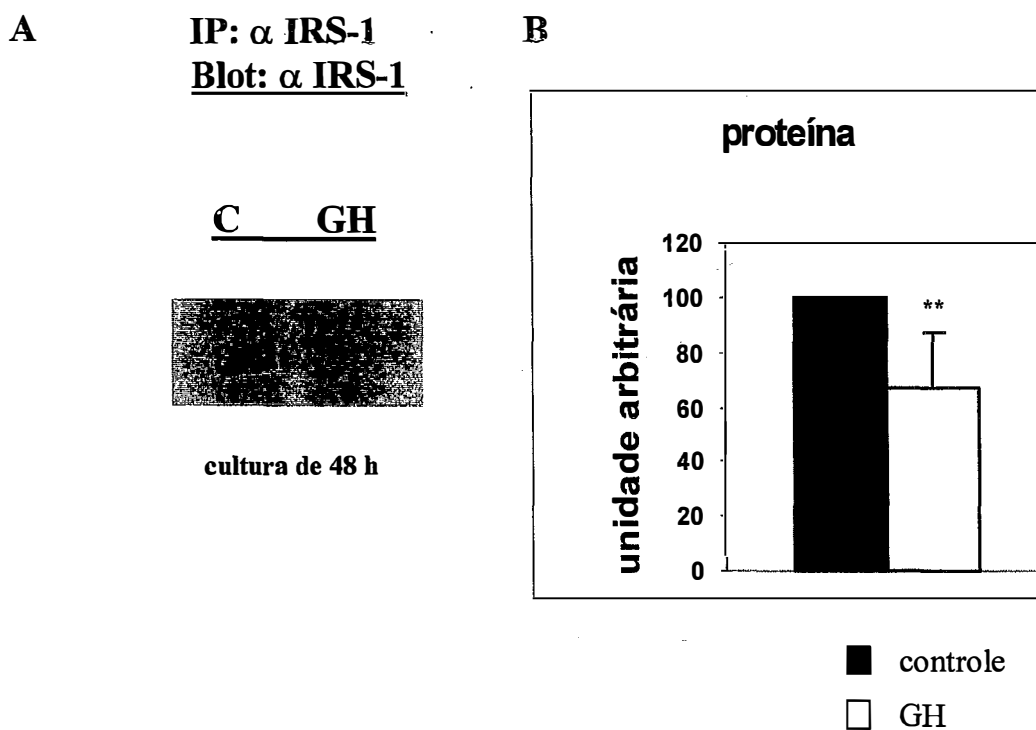 A
IP: α IRS-1
Blot: α IRS-1
C GH
cultura de 48 h
B
proteína
unidade arbitrária
120
100
80
60
40
20
0
**
controle
GH